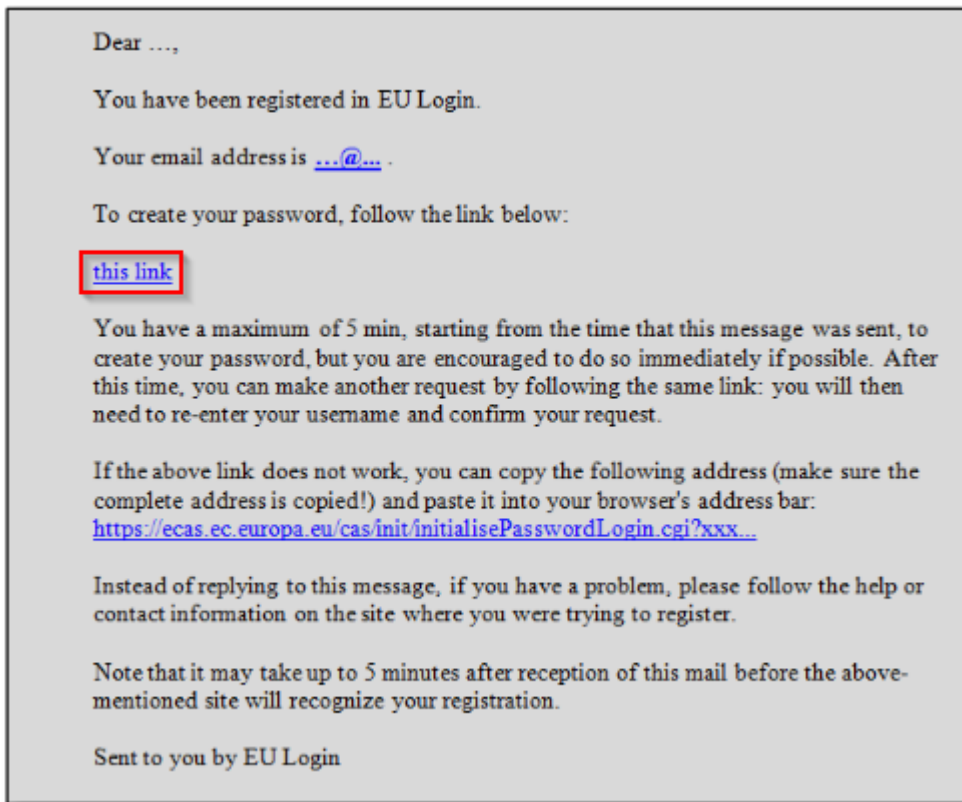 Dear ...,
You have been registered in EU Login.
Your email address is ...@... .
To create your password, follow the link below:
this link
You have a maximum of 5 min, starting from the time that this message was sent, to
create your password, but you are encouraged to do so immediately if possible. After
this time, you can make another request by following the same link: you will then
need to re-enter your username and confirm your request.
If the above link does not work, you can copy the following address (make sure the
complete address is copied!) and paste it into your browser's address bar:
https://ecas.ec.europa.eu/cas/init/initialisePasswordLogin.cgi?xxx...
Instead of replying to this message, if you have a problem, please follow the help or
contact information on the site where you were trying to register.
Note that it may take up to 5 minutes after reception of this mail before the above-
mentioned site will recognize your registration.
Sent to you by EU Login